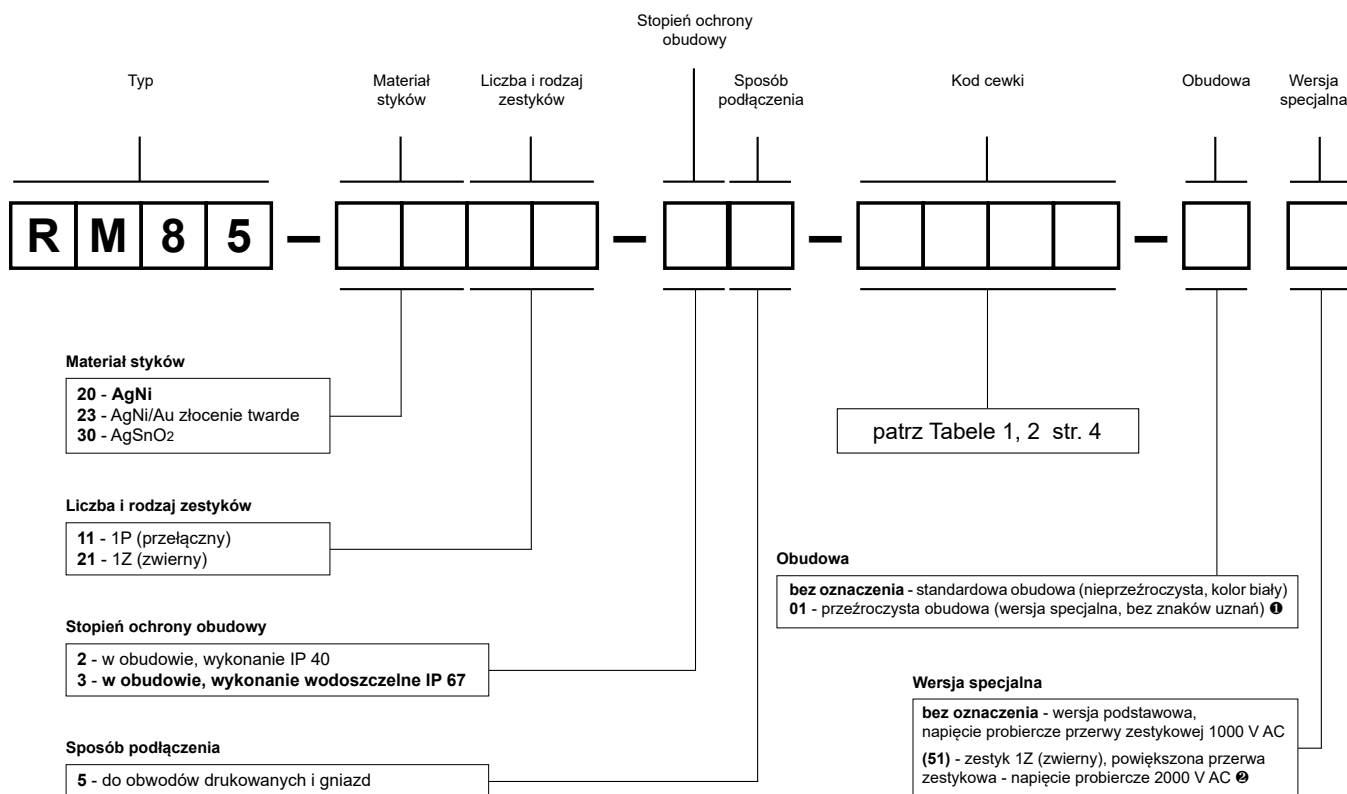 Stopień ochrony
obudowy
Typ
Materiał
styków
Liczba i rodzaj
zestyków
Sposób
podłączenia
Kod cewki
Obudowa
Wersja
specjalna
R M 8 5 – – – –
Materiał styków
20 - AgNi
23 - AgNi/Au złocenie twarde
30 - AgSnO2
patrz Tabele 1, 2 str. 4
Liczba i rodzaj zestyków
11 - 1P (przełączny)
21 - 1Z (zwierny)
Obudowa
bez oznaczenia - standardowa obudowa (nieprzeźroczysta, kolor biały)
01 - przeźroczysta obudowa (wersja specjalna, bez znaków uznań) ❶
Stopień ochrony obudowy
2 - w obudowie, wykonanie IP 40
3 - w obudowie, wykonanie wodoszczelne IP 67
Wersja specjalna
bez oznaczenia - wersja podstawowa,
napięcie probiercze przerwy zestykowej 1000 V AC
(51) - zestyk 1Z (zwierny), powiększona przerwa
zestykowa - napięcie probiercze 2000 V AC ❷
Sposób podłączenia
5 - do obwodów drukowanych i gniazd